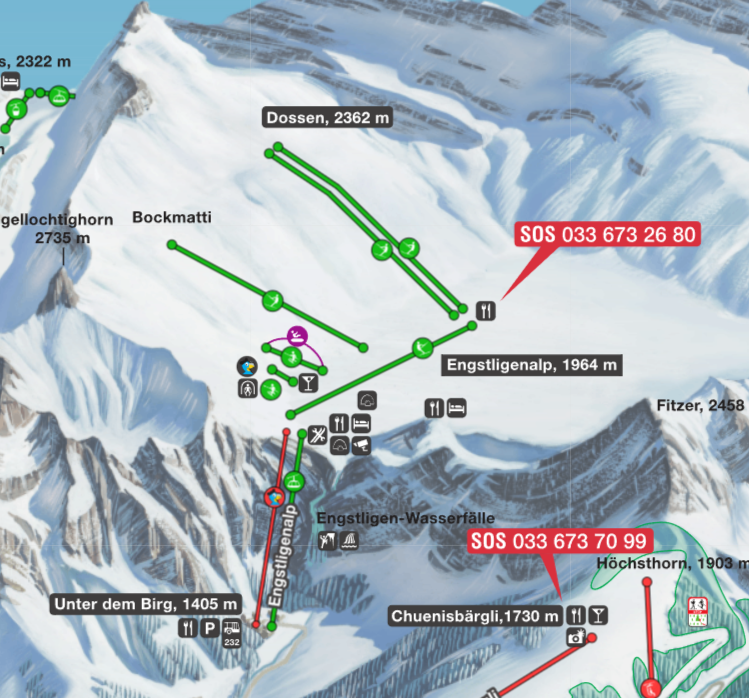 s, 2322 m
Dossen, 2362 m
gellochtighorn
2735 m
Bockmatti
SOS 033 673 26 80
Engstligenalp, 1964 m
Fitzer, 2458
Engstligenalp
Engstligen-Wasserfälle
SOS 033 673 70 99
Höchsthorn, 1903 m
Unter dem Birg, 1405 m
P
232
Chuenisbärgli,1730 m